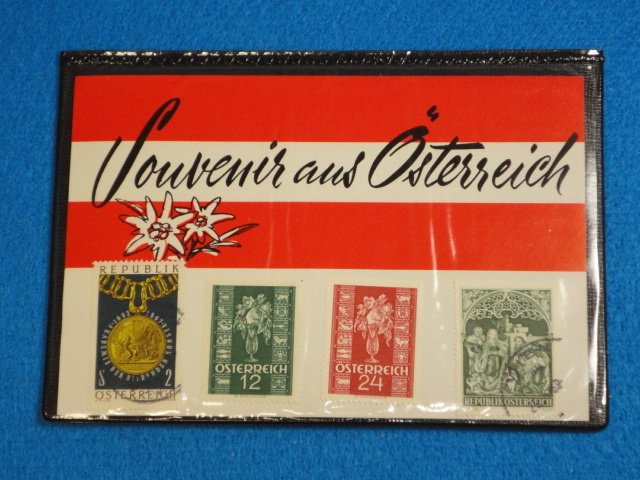 Souvenir aus Österreich
REPUBLIK
S 2
ÖSTERREICH
ÖSTERREICH
12
ÖSTERREICH
24
REPUBLIK ÖSTERREICH